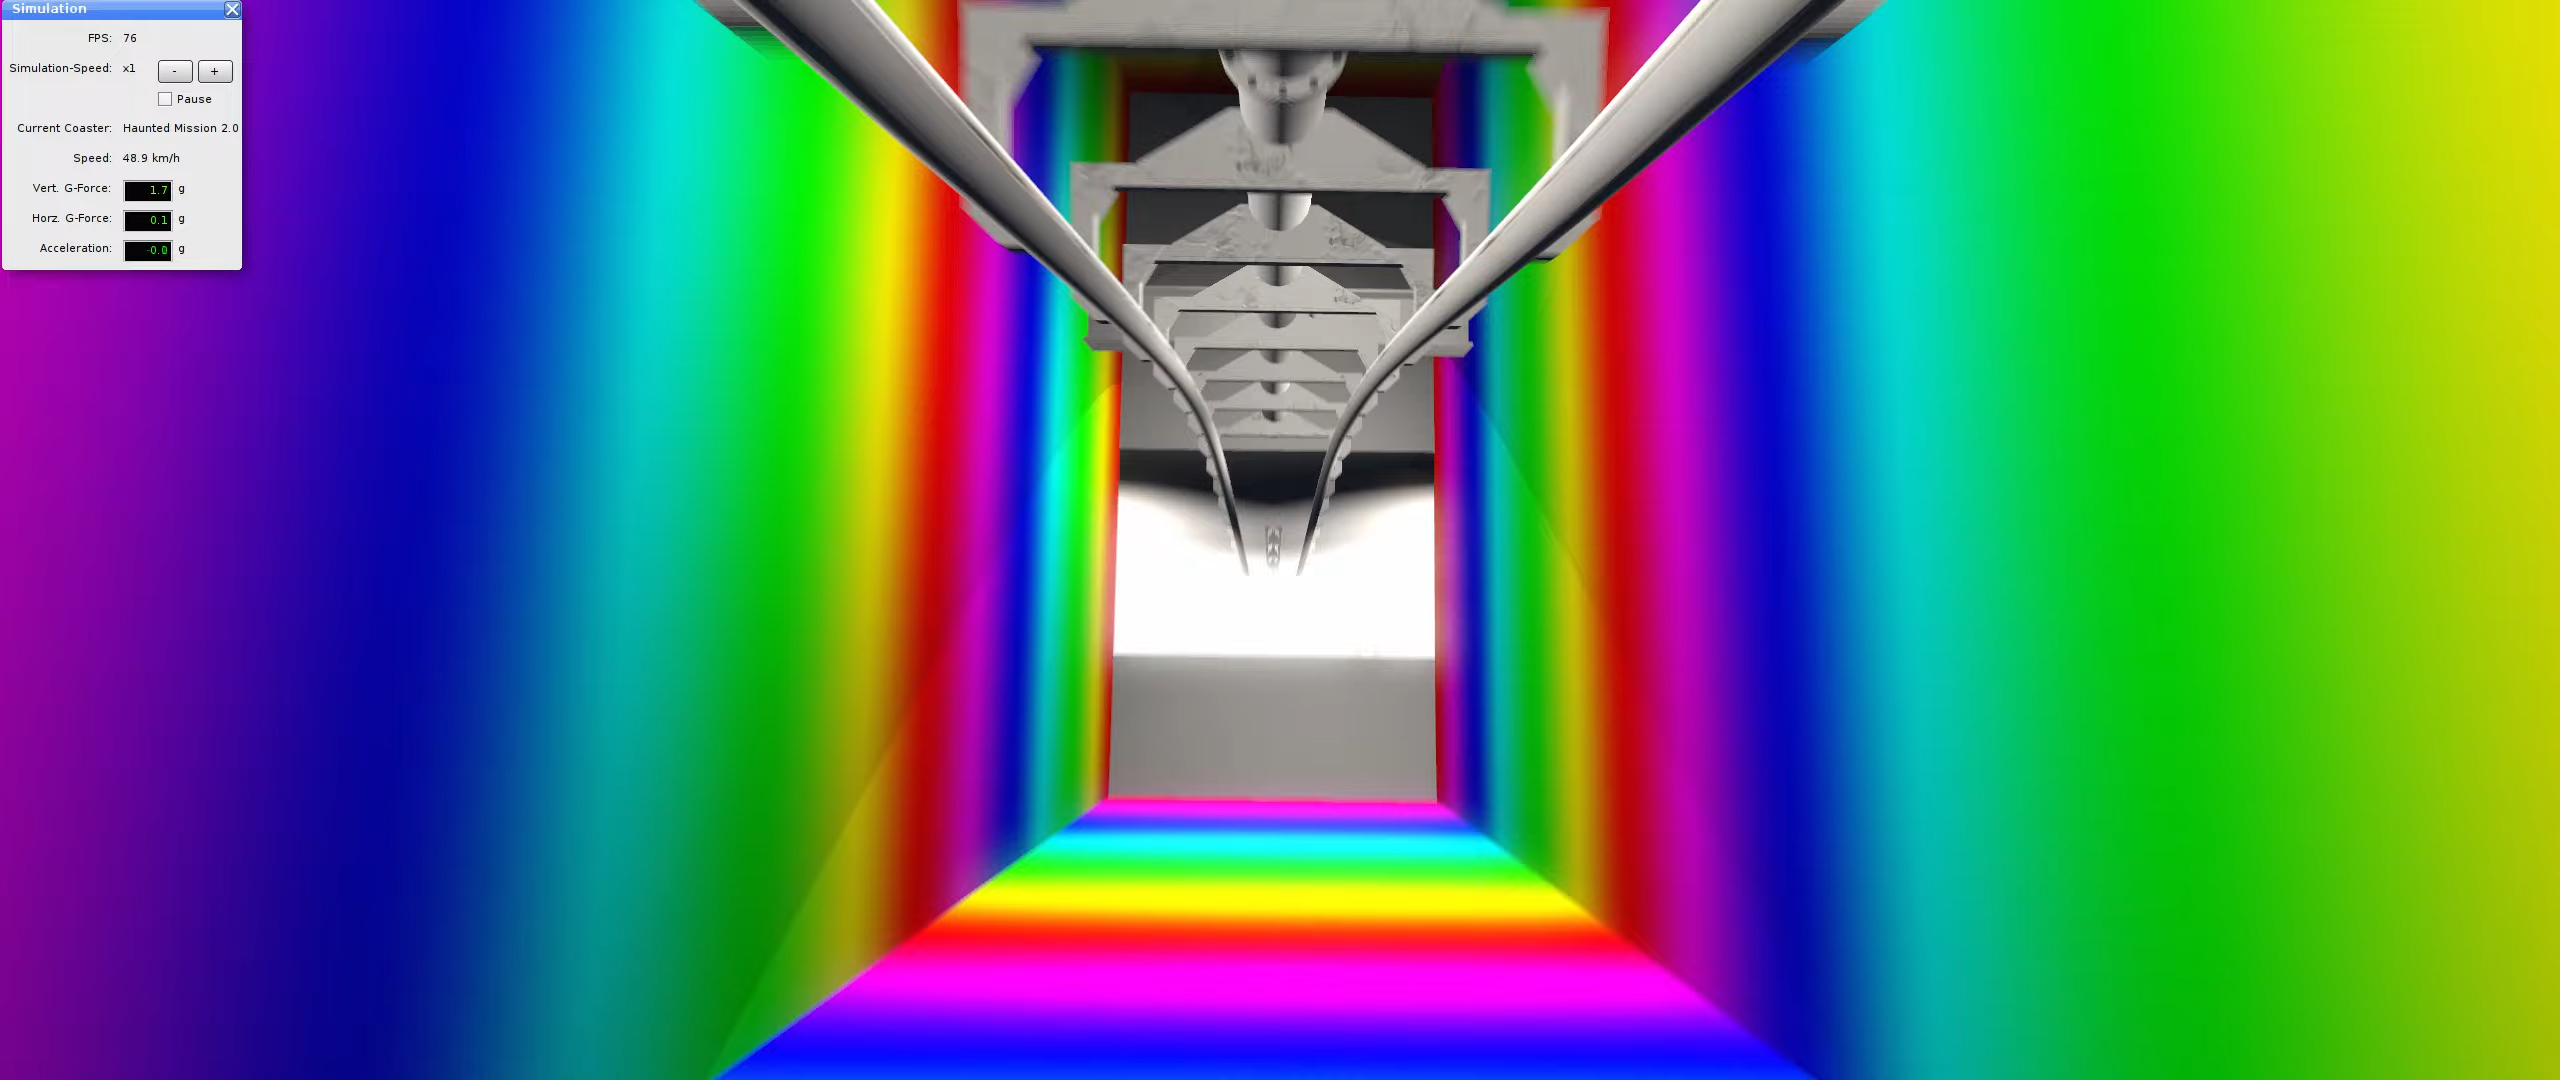 Simulation
FPS: 76
Simulation-Speed: x1 - +
Pause
Current Coaster: Haunted Mission 2.0
Speed: 48.9 km/h
Vert. G-Force: 1.7 g
Horz. G-Force: 0.1 g
Acceleration: -0.0 g